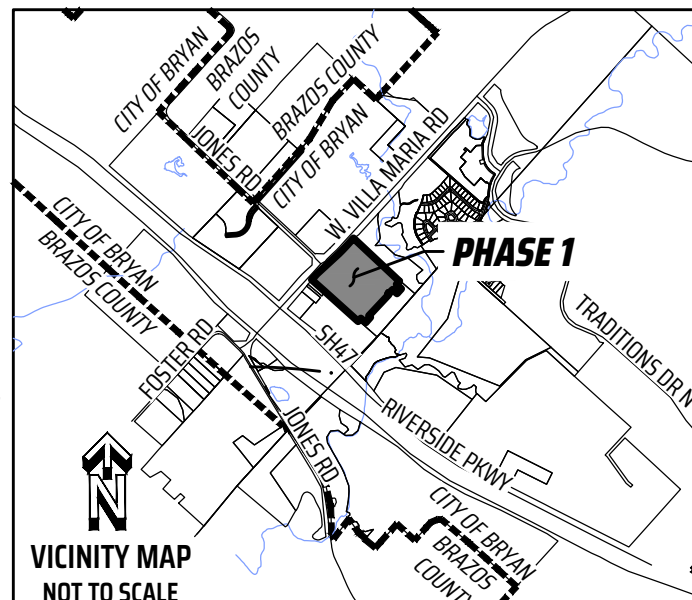 CITY OF BRYAN
BRAZOS
COUNTY
BRAZOS COUNTY
CITY OF BRYAN
JONES RD
W. VILLA MARIA RD
CITY OF BRYAN
BRAZOS COUNTY
PHASE 1
SH47
FOSTER RD
TRADITIONS DR N
RIVERSIDE PKWY
JONES RD
N
CITY OF BRYAN
BRAZOS
COUNTY
VICINITY MAP
NOT TO SCALE